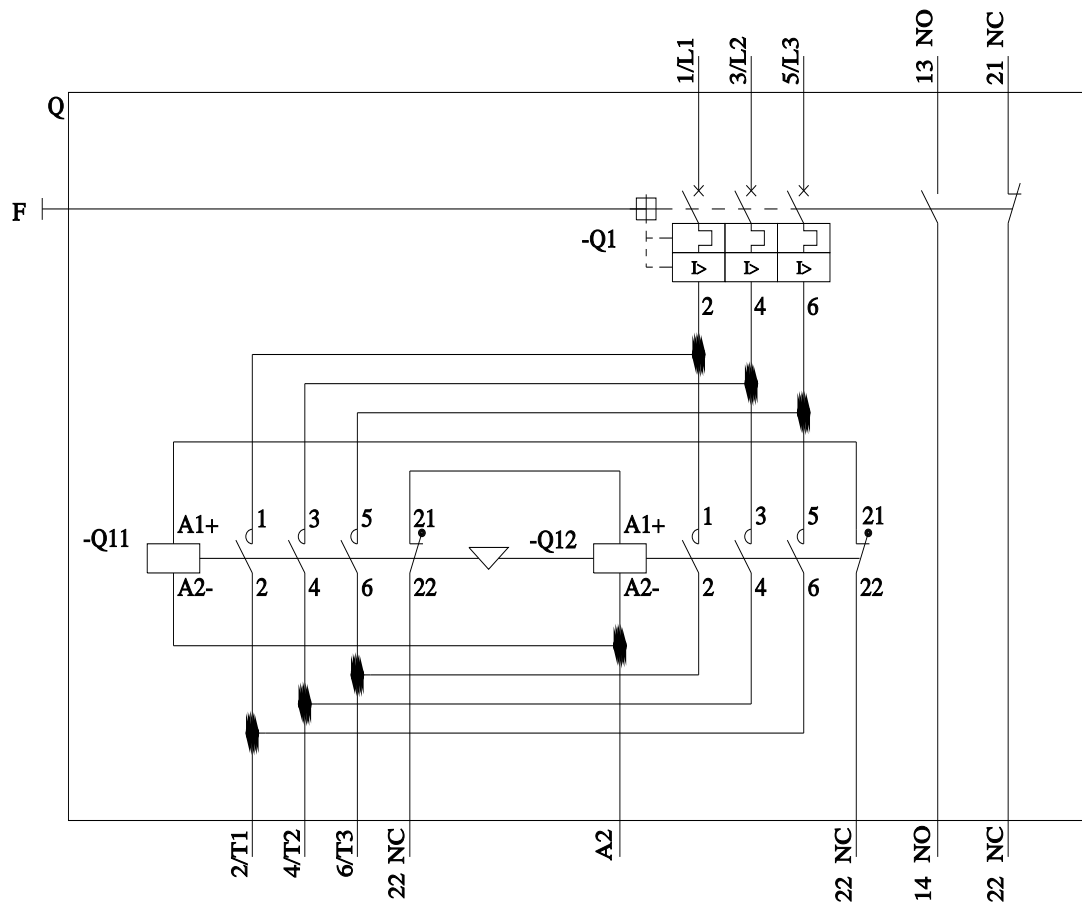 1/L1 3/L2 5/L3 13 NO 21 NC
Q
F
-Q1
I> I> I>
2 4 6
1 3 5 21 1 3 5 21
A1+ A1+
-Q11 -Q12
A2- A2-
2 4 6 22 2 4 6 22
2/T1 4/T2 6/T3 22 NC A2 22 NC 14 NO 22 NC